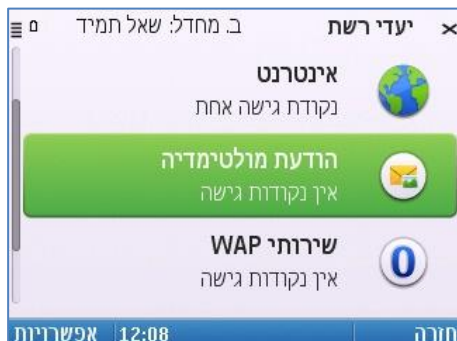 יעדי רשת
ב. מחדל: שאל תמיד
אינטרנט
נקודת גישה אחת
הודעת מולטימדיה
אין נקודות גישה
שירותי WAP
אין נקודות גישה
חזרה 12:08 אפשרויות